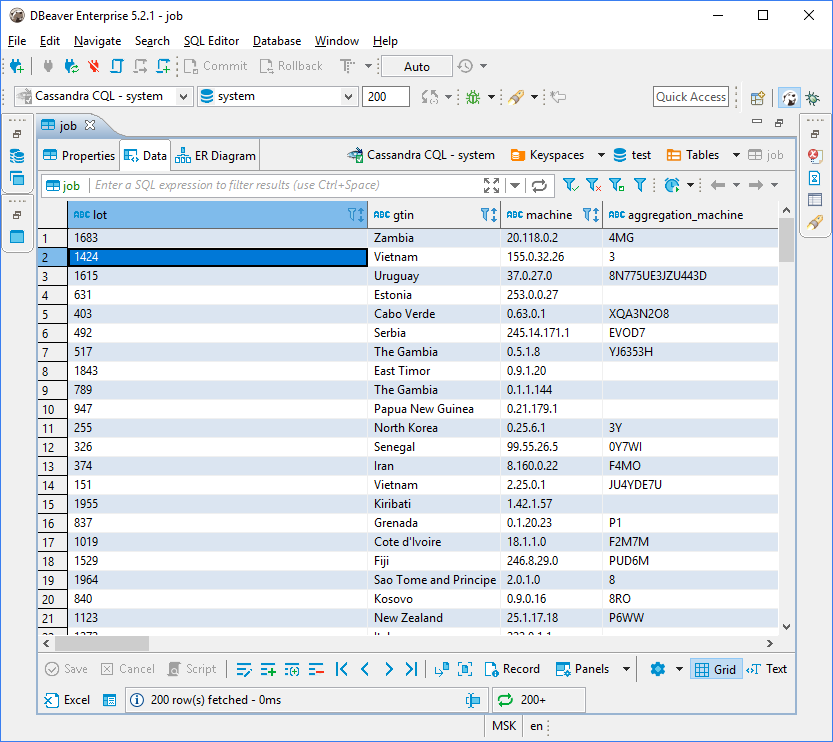 DBeaver Enterprise 5.2.1 - job
File Edit Navigate Search SQL Editor Database Window Help
Commit Rollback Auto
Cassandra CQL - system system 200 Quick Access
job
Properties Data ER Diagram Cassandra CQL - system Keyspaces test Tables job
job Enter a SQL expression to filter results (use Ctrl+Space)
ABC lot ABC gtin ABC machine ABC aggregation_machine
1 1683 Zambia 20.118.0.2 4MG
2 1424 Vietnam 155.0.32.26 3
3 1615 Uruguay 37.0.27.0 8N775UE3JZU443D
4 631 Estonia 253.0.0.27
5 403 Cabo Verde 0.63.0.1 XQA3N2O8
6 492 Serbia 245.14.171.1 EVOD7
7 517 The Gambia 0.5.1.8 YJ6353H
8 1843 East Timor 0.9.1.20
9 789 The Gambia 0.1.1.144
10 947 Papua New Guinea 0.21.179.1
11 255 North Korea 0.25.6.1 3Y
12 326 Senegal 99.55.26.5 0Y7WI
13 374 Iran 8.160.0.22 F4MO
14 151 Vietnam 2.25.0.1 JU4YDE7U
15 1955 Kiribati 1.42.1.57
16 837 Grenada 0.1.20.23 P1
17 1019 Cote d'Ivoire 18.1.1.0 F2M7M
18 1529 Fiji 246.8.29.0 PUD6M
19 1964 Sao Tome and Principe 2.0.1.0 8
20 840 Kosovo 0.9.0.16 8RO
21 1123 New Zealand 25.1.17.18 P6WW
Save Cancel Script Record Panels Grid Text
Excel 200 row(s) fetched - 0ms 200+
MSK en